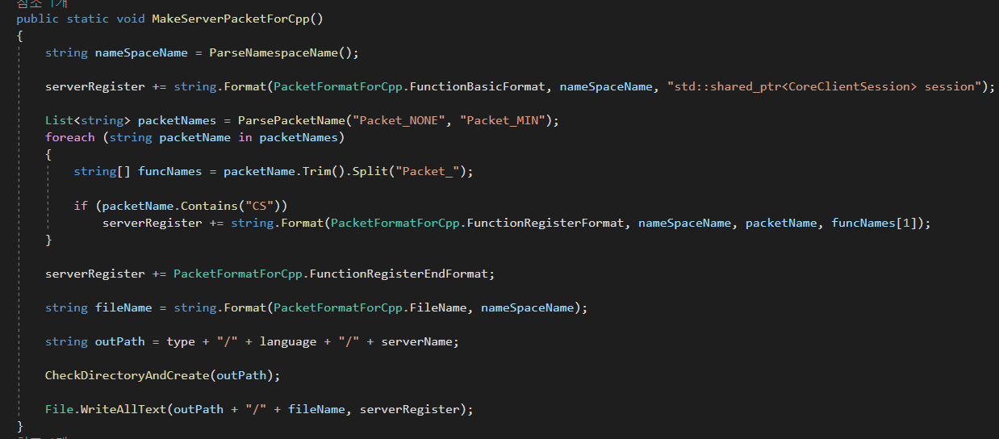 참조 1개
public static void MakeServerPacketForCpp()
{
string nameSpaceName = ParseNamespaceName();
serverRegister += string.Format(PacketFormatForCpp.FunctionBasicFormat, nameSpaceName, "std::shared_ptr<CoreClientSession> session");
List<string> packetNames = ParsePacketName("Packet_NONE", "Packet_MIN");
foreach (string packetName in packetNames)
{
string[] funcNames = packetName.Trim().Split("Packet_");
if (packetName.Contains("CS"))
serverRegister += string.Format(PacketFormatForCpp.FunctionRegisterFormat, nameSpaceName, packetName, funcNames[1]);
}
serverRegister += PacketFormatForCpp.FunctionRegisterEndFormat;
string fileName = string.Format(PacketFormatForCpp.FileName, nameSpaceName);
string outPath = type + "/" + language + "/" + serverName;
CheckDirectoryAndCreate(outPath);
File.WriteAllText(outPath + "/" + fileName, serverRegister);
}